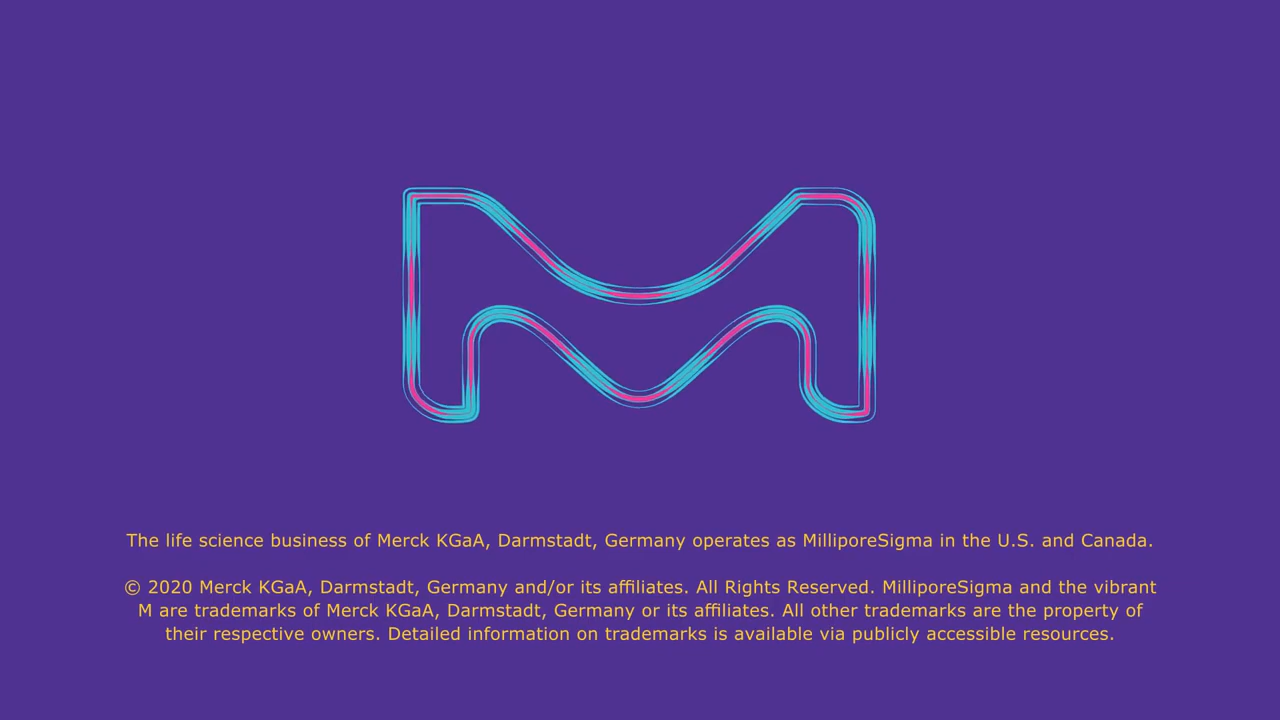 The life science business of Merck KGaA, Darmstadt, Germany operates as MilliporeSigma in the U.S. and Canada.
© 2020 Merck KGaA, Darmstadt, Germany and/or its affiliates. All Rights Reserved. MilliporeSigma and the vibrant
M are trademarks of Merck KGaA, Darmstadt, Germany or its affiliates. All other trademarks are the property of
their respective owners. Detailed information on trademarks is available via publicly accessible resources.